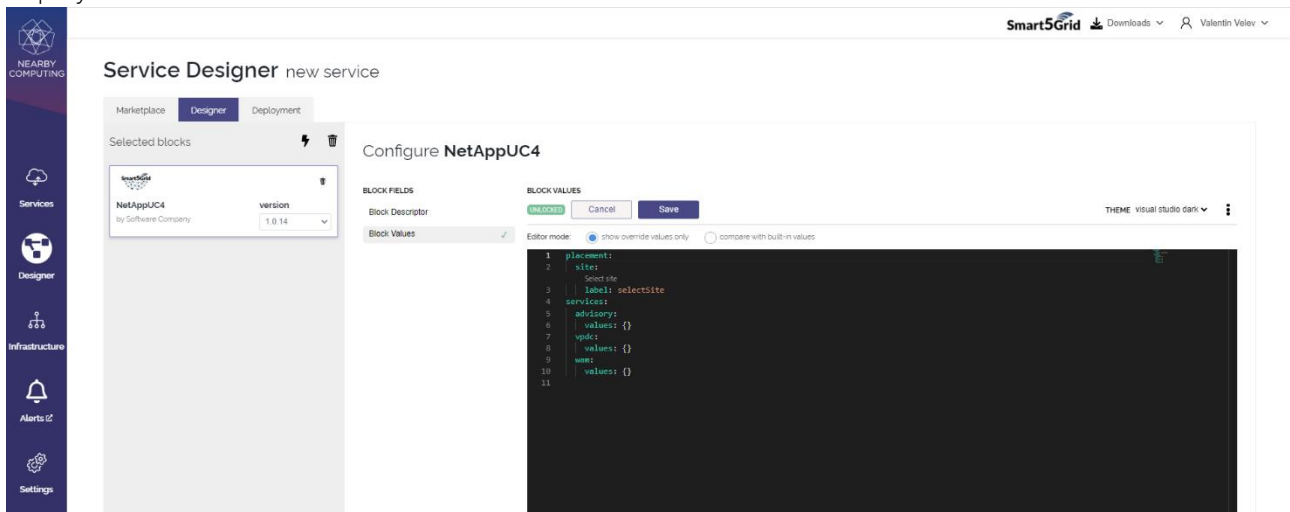 Smart5Grid Downloads Valentin Velev
NEARBY
COMPUTING
Service Designer new service
Marketplace Designer Deployment
Selected blocks
Configure NetAppUC4
Smart5Grid
NetAppUC4 version
by Software Company 1.0.14
BLOCK FIELDS
Block Descriptor
Block Values
BLOCK VALUES
UNLOCKED Cancel Save THEME visual studio dark
Editor mode: show override values only compare with built-in values
1 placement:
2 site:
Select site
3 label: selectSite
4 services:
5 advisory:
6 values: {}
7 vpdc:
8 values: {}
9 wam:
10 values: {}
11
Services
Designer
Infrastructure
Alerts
Settings